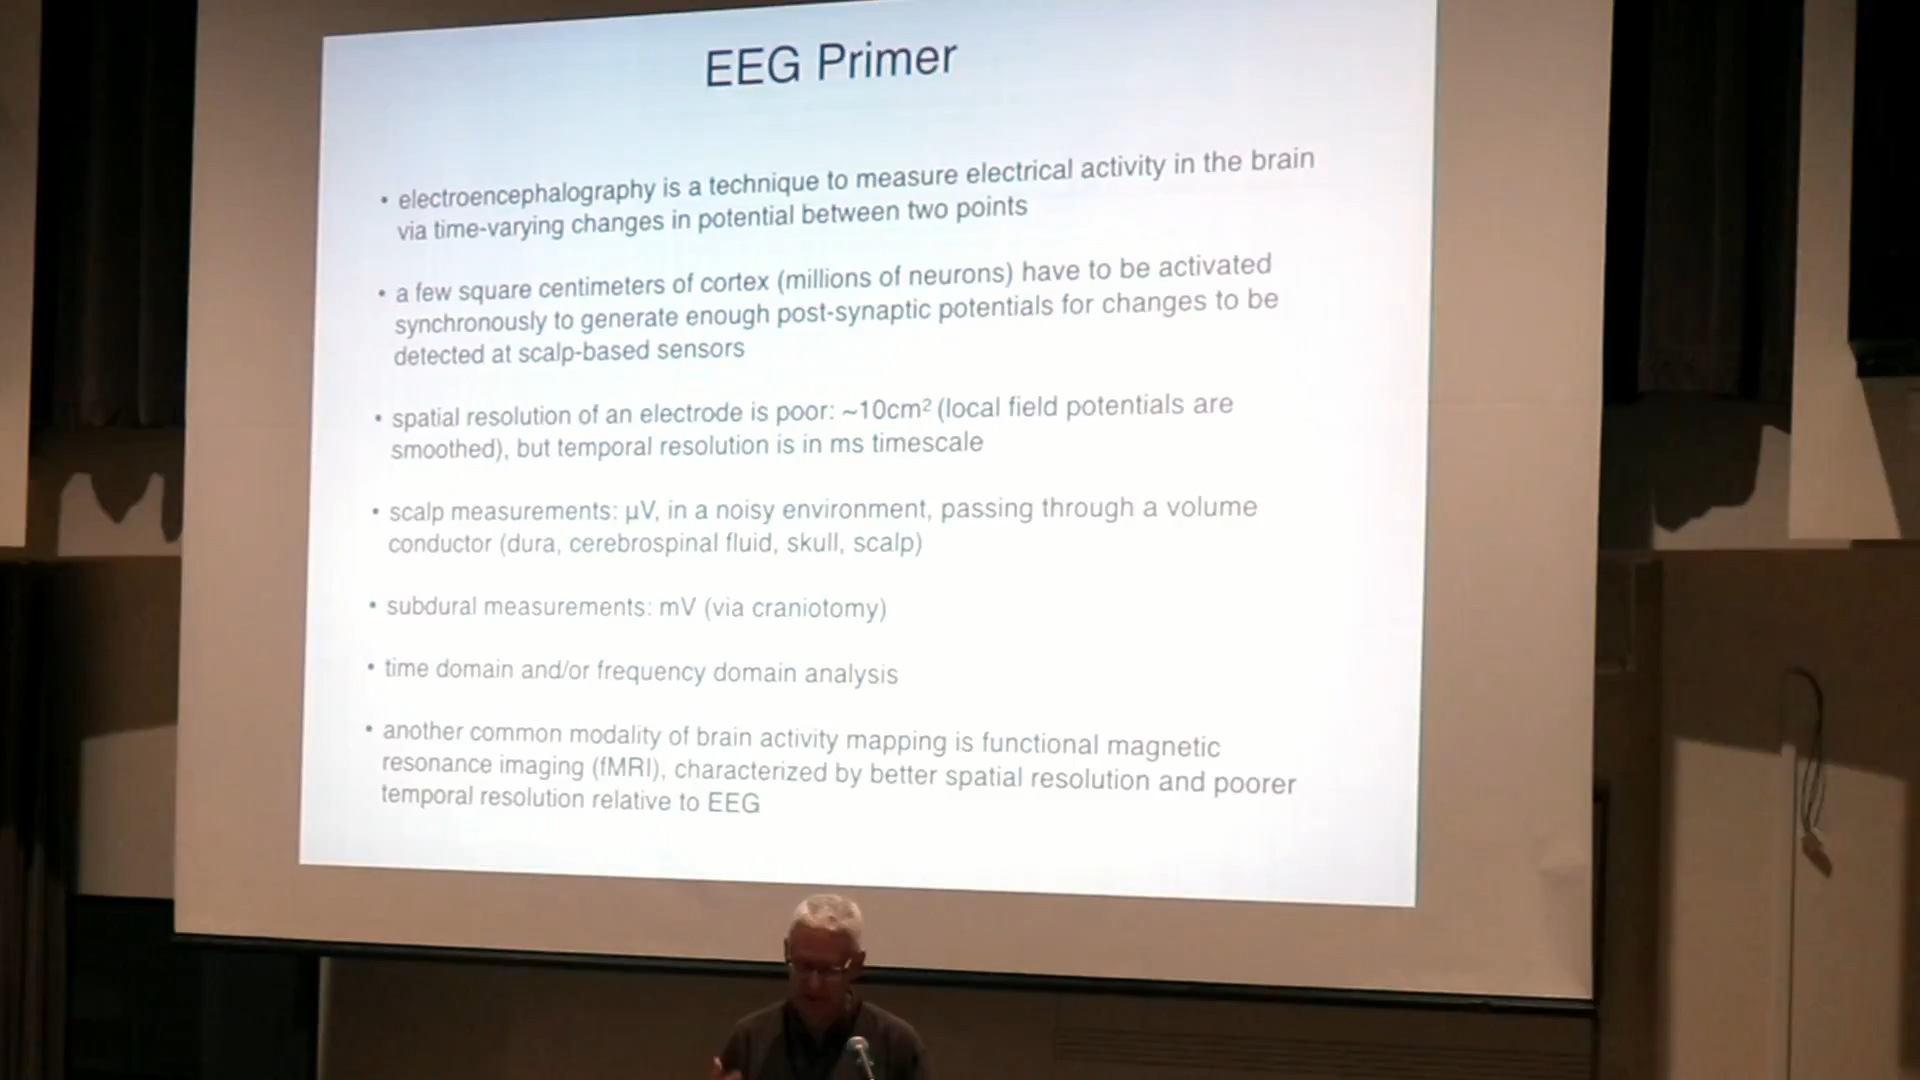 EEG Primer
• electroencephalography is a technique to measure electrical activity in the brain
via time-varying changes in potential between two points
• a few square centimeters of cortex (millions of neurons) have to be activated
synchronously to generate enough post-synaptic potentials for changes to be
detected at scalp-based sensors
• spatial resolution of an electrode is poor: ~10cm² (local field potentials are
smoothed), but temporal resolution is in ms timescale
• scalp measurements: µV, in a noisy environment, passing through a volume
conductor (dura, cerebrospinal fluid, skull, scalp)
• subdural measurements: mV (via craniotomy)
• time domain and/or frequency domain analysis
• another common modality of brain activity mapping is functional magnetic
resonance imaging (fMRI), characterized by better spatial resolution and poorer
temporal resolution relative to EEG